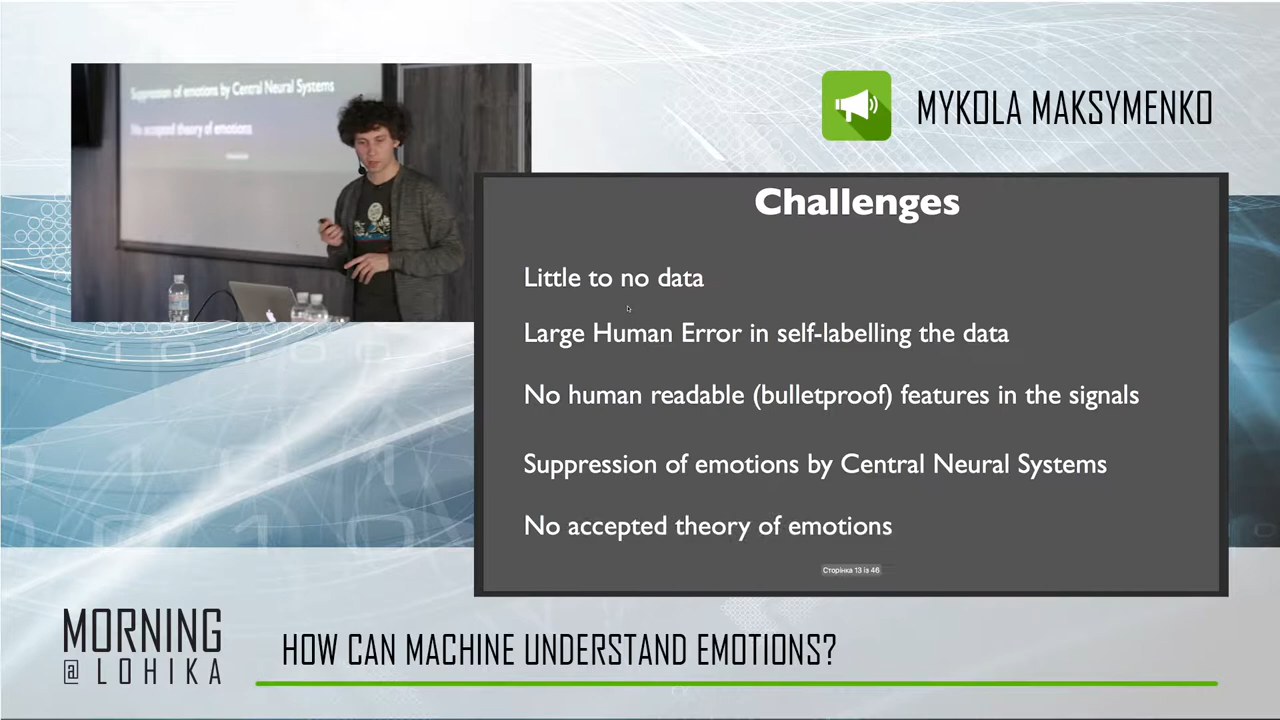 Suppression of emotions by Central Neural Systems
No accepted theory of emotions
MYKOLA MAKSYMENKO
Challenges
Little to no data
Large Human Error in self-labelling the data
No human readable (bulletproof) features in the signals
Suppression of emotions by Central Neural Systems
No accepted theory of emotions
Сторінка 13 із 46
MORNING
@ LOHIKA
HOW CAN MACHINE UNDERSTAND EMOTIONS?